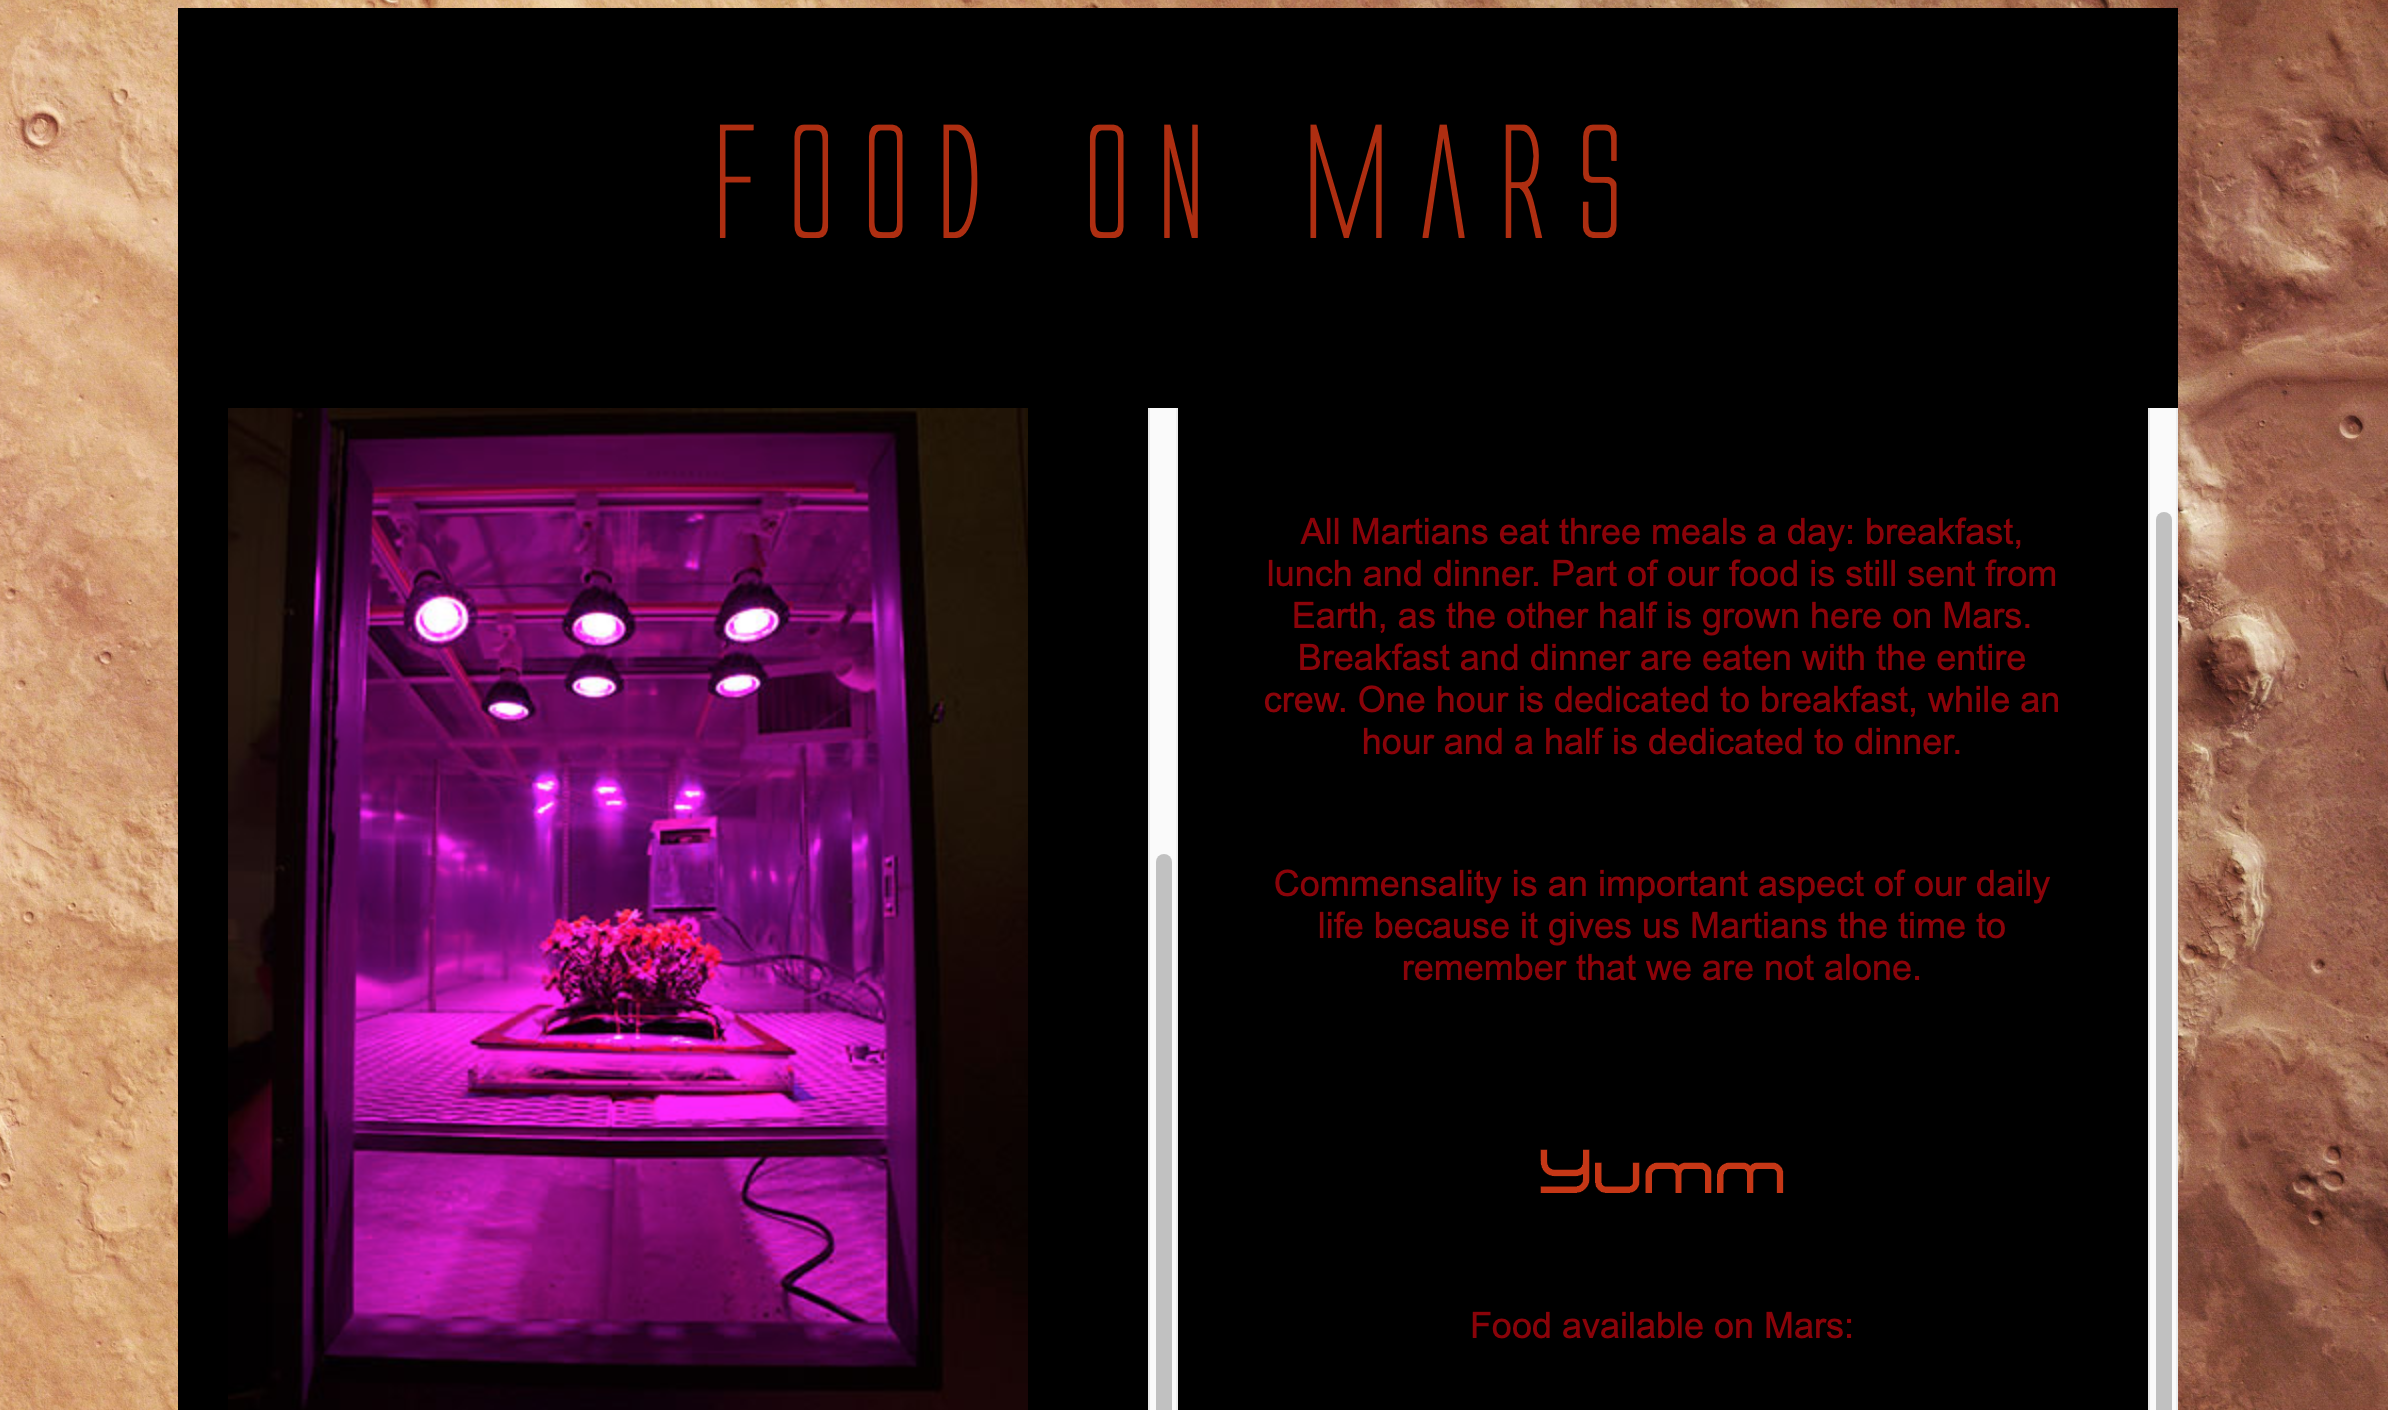 FOOD ON MARS
All Martians eat three meals a day: breakfast,
lunch and dinner. Part of our food is still sent from
Earth, as the other half is grown here on Mars.
Breakfast and dinner are eaten with the entire
crew. One hour is dedicated to breakfast, while an
hour and a half is dedicated to dinner.
Commensality is an important aspect of our daily
life because it gives us Martians the time to
remember that we are not alone.
Yumm
Food available on Mars: